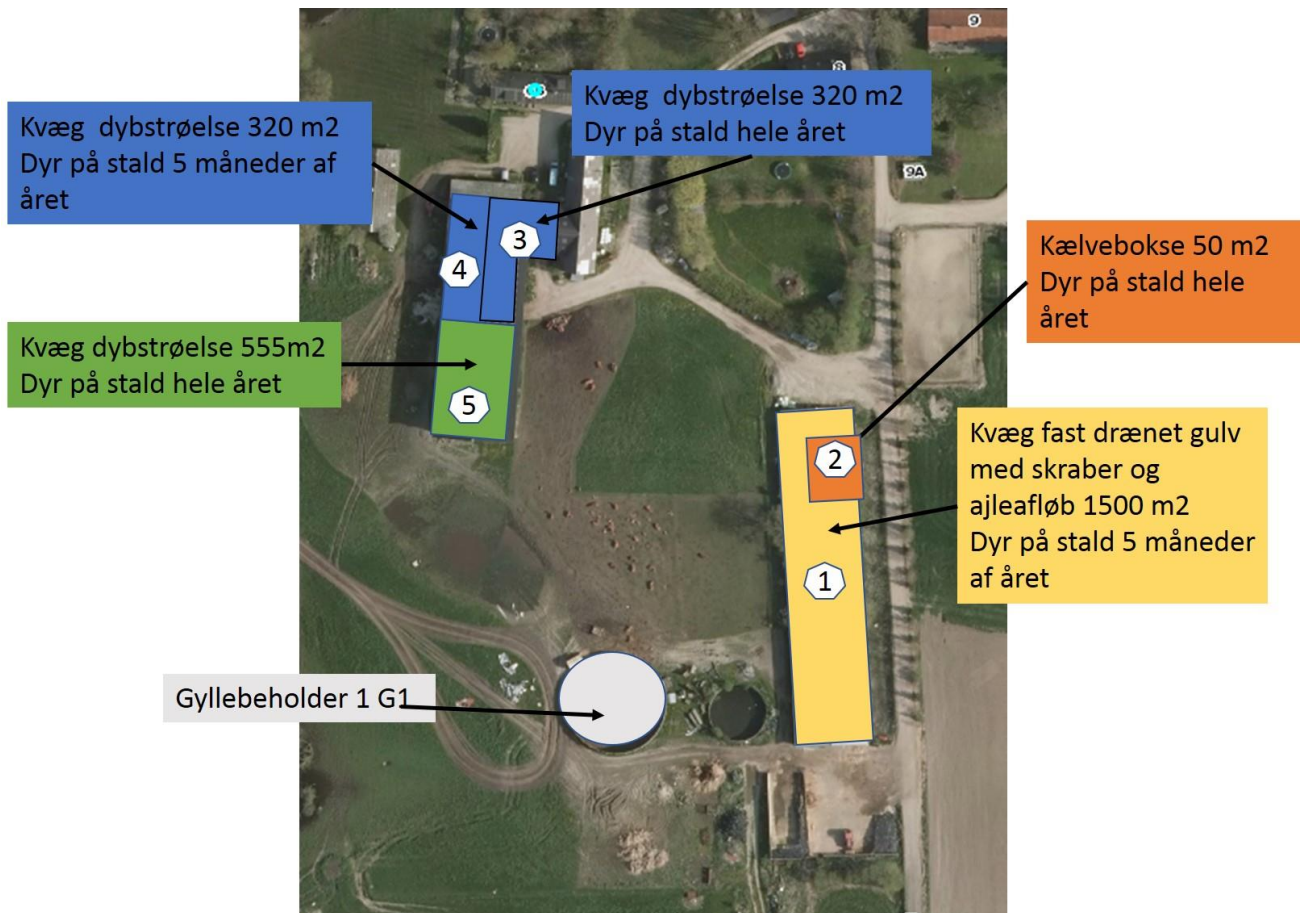 9
8
Kvæg dybstrøelse 320 m2
Dyr på stald hele året
Kvæg dybstrøelse 320 m2
Dyr på stald 5 måneder af
året
9A
3
4
Kælvebokse 50 m2
Dyr på stald hele
året
Kvæg dybstrøelse 555m2
Dyr på stald hele året
5
2
Kvæg fast drænet gulv
med skraber og
ajleafløb 1500 m2
Dyr på stald 5 måneder
af året
1
Gyllebeholder 1 G1